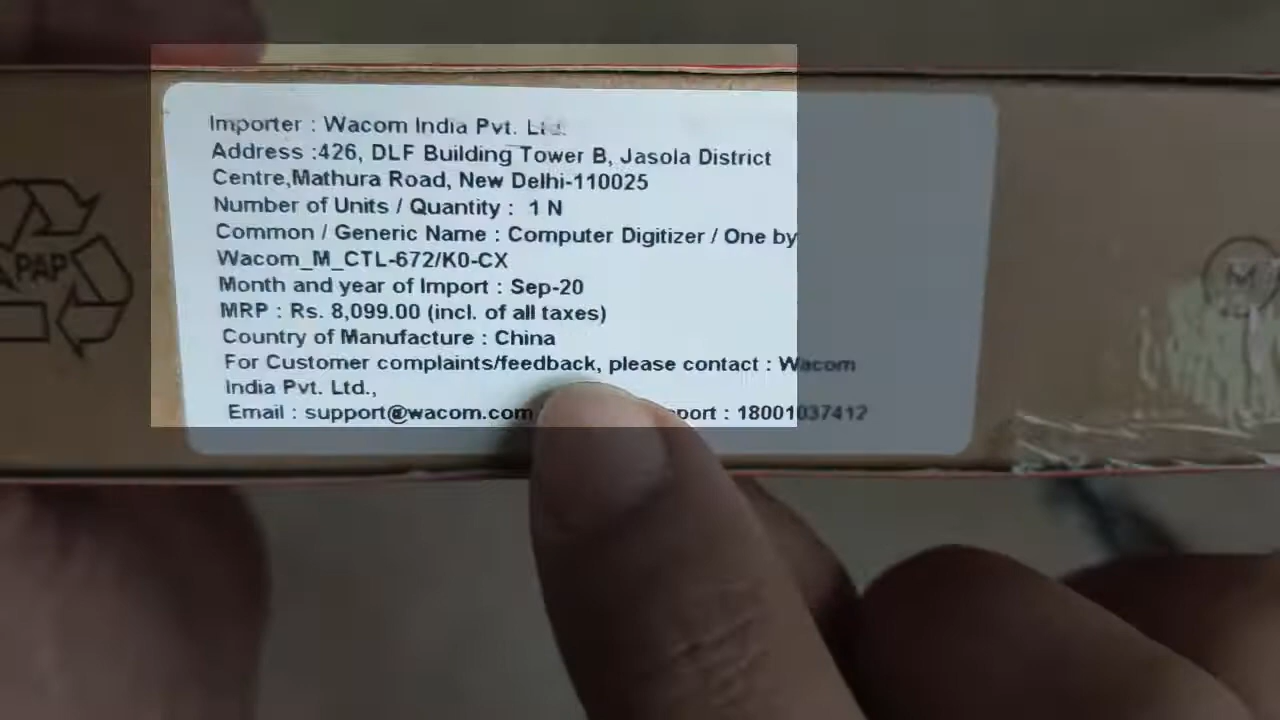 Importer : Wacom India Pvt. Ltd.
Address :426, DLF Building Tower B, Jasola District
Centre,Mathura Road, New Delhi-110025
Number of Units / Quantity : 1 N
Common / Generic Name : Computer Digitizer / One by
Wacom_M_CTL-672/K0-CX
Month and year of Import : Sep-20
MRP : Rs. 8,099.00 (incl. of all taxes)
Country of Manufacture : China
For Customer complaints/feedback, please contact : Wacom
India Pvt. Ltd.,
Email : support@wacom.com port : 18001037412
PAP
M